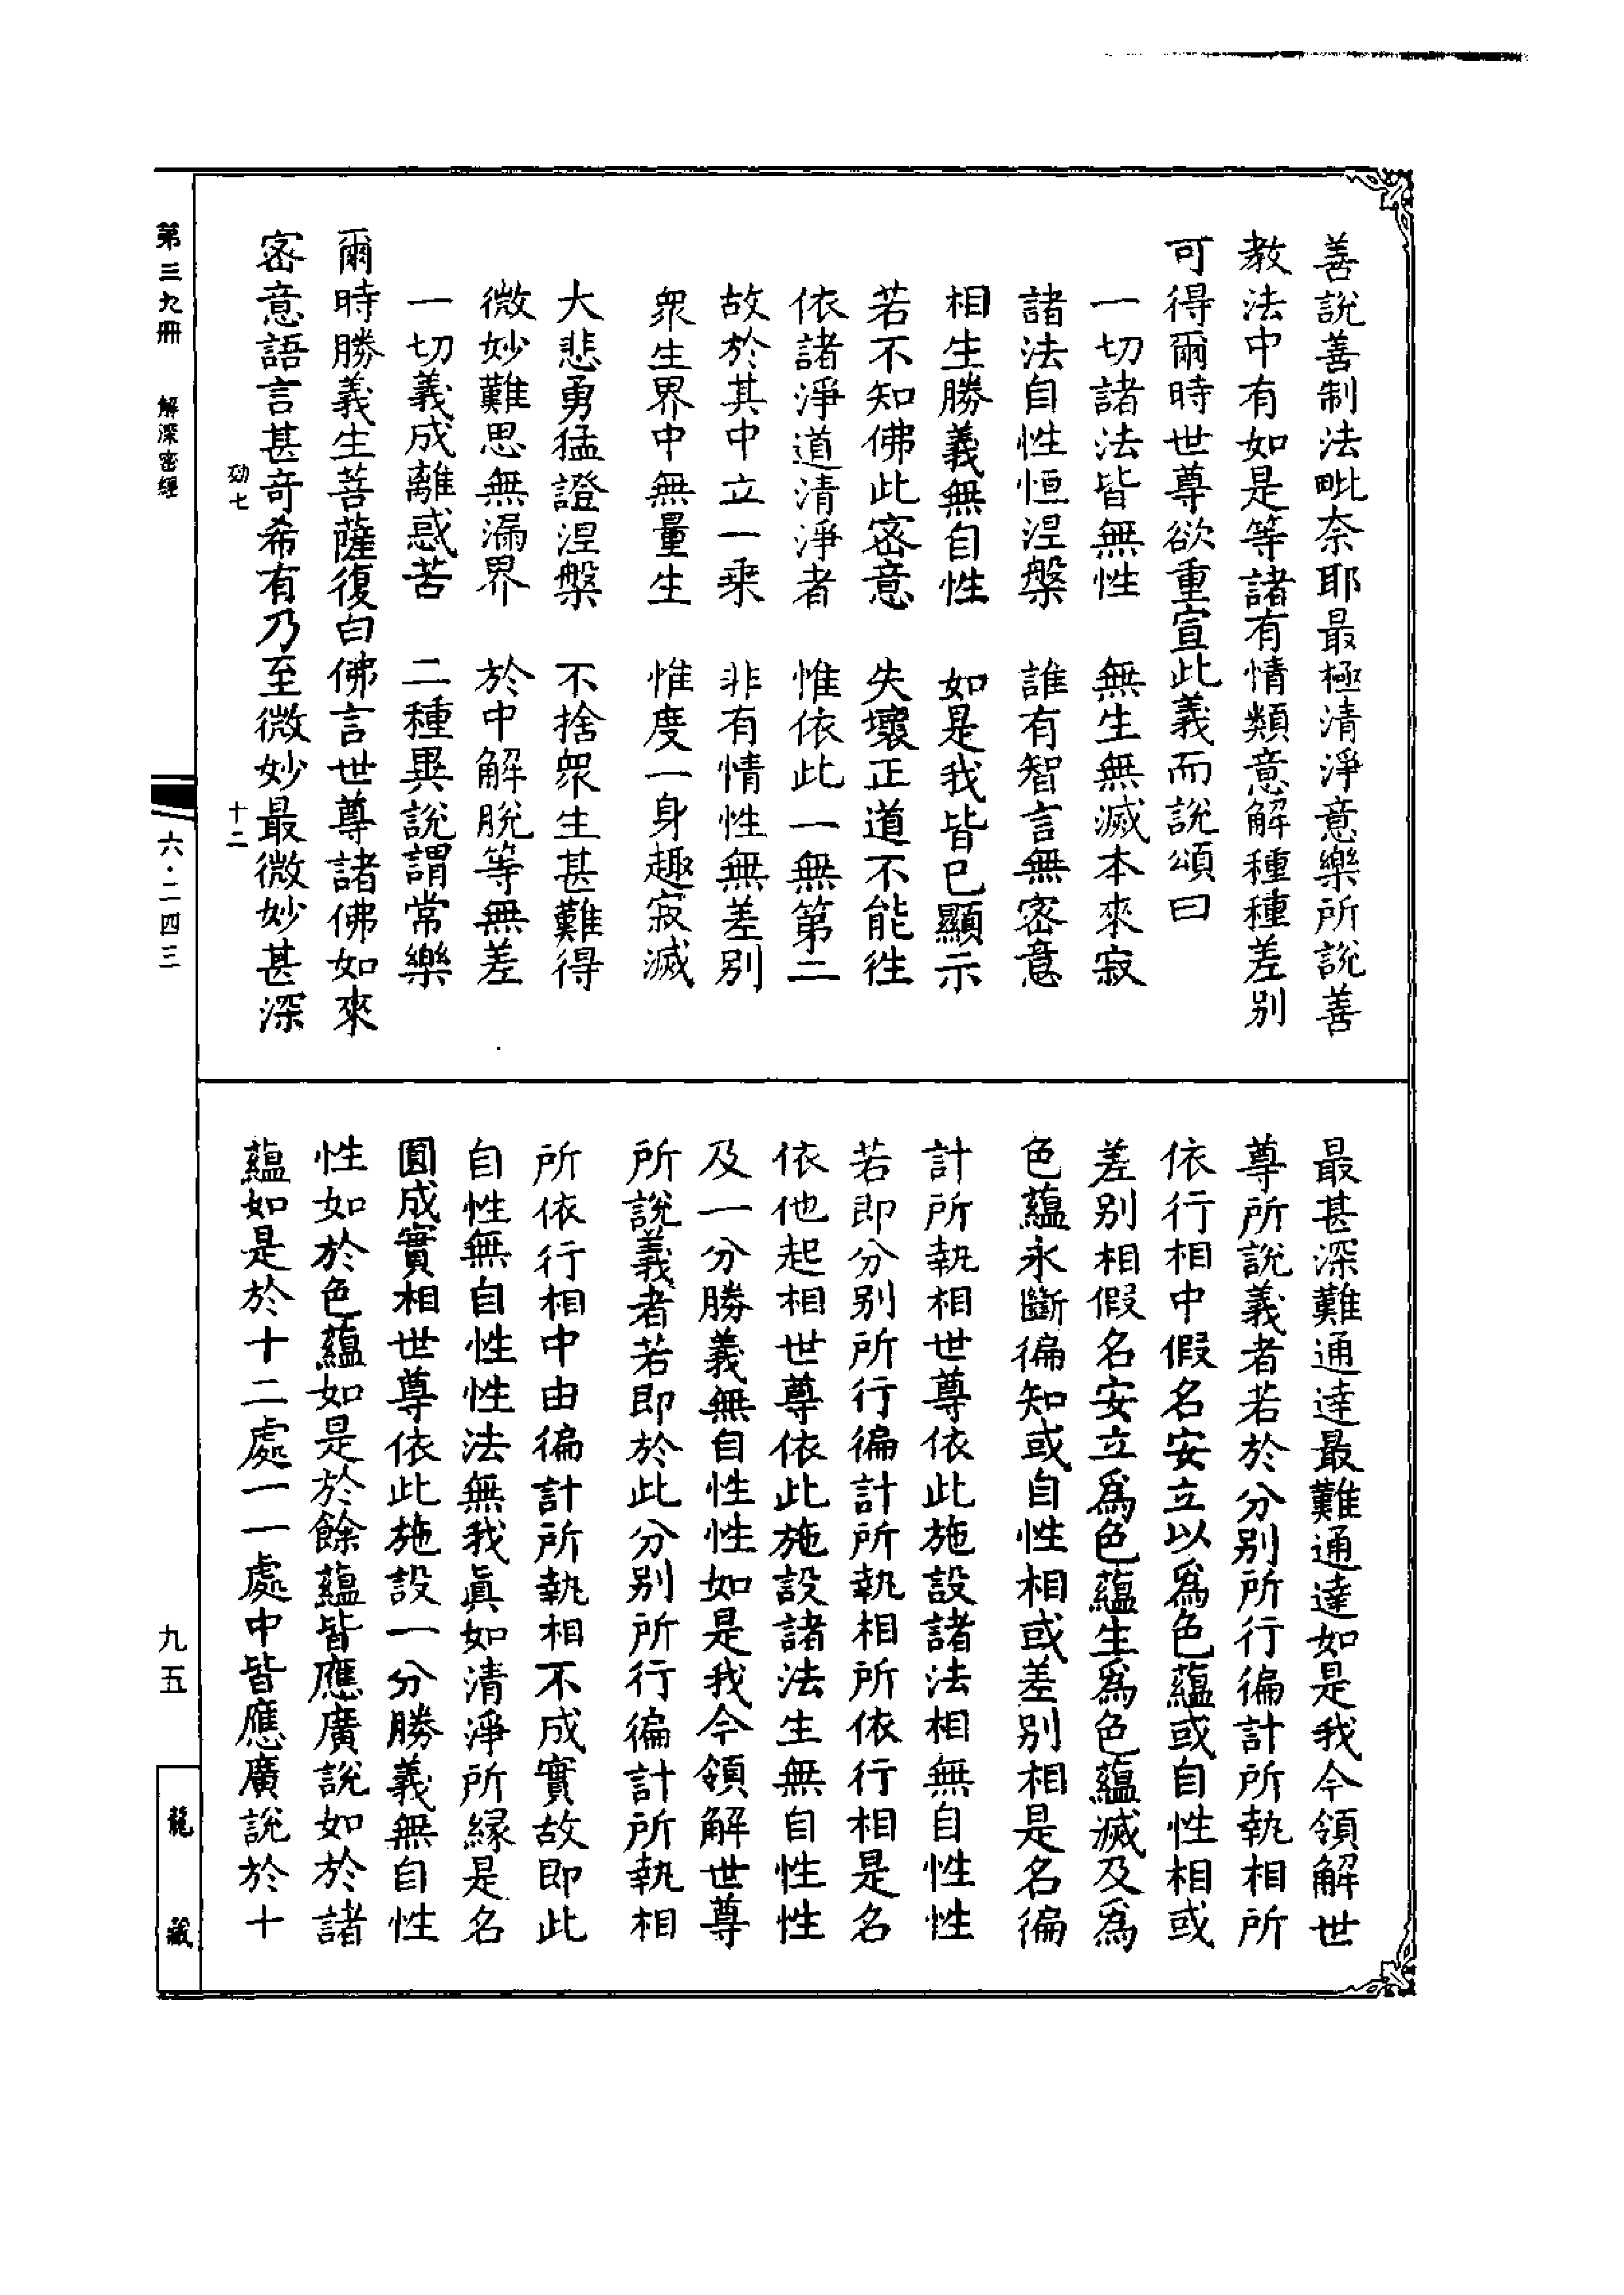 善說善制法毗奈耶最極清淨意樂所說善
教法中有如是等諸有情類意解種種差別
可得爾時世尊欲重宣此義而說頌曰
一切諸法皆無性　無生無滅本來寂
諸法自性恒涅槃　誰有智言無密意
相生勝義無自性　如是我皆已顯示
若不知佛此密意　失壞正道不能往
依諸淨道清淨者　惟依此一無第二
故於其中立一乘　非有情性無差別
衆生界中無量生　惟度一身趣寂滅
大悲勇猛證涅槃　不捨衆生甚難得
微妙難思無漏界　於中解脫等無差
一切義成離惑苦　二種異說謂常樂
爾時勝義生菩薩復白佛言世尊諸佛如來
密意語言甚奇希有乃至微妙最微妙甚深
最甚深難通達最難通達如是我今領解世
尊所說義者若於分別所行徧計所執相所
依行相中假名安立以爲色蘊或自性相或
差別相假名安立爲色蘊生爲色蘊滅及爲
色蘊永斷徧知或自性相或差別相是名徧
計所執相世尊依此施設諸法相無自性性
若即分別所行徧計所執相所依行相是名
依他起相世尊依此施設諸法生無自性性
及一分勝義無自性性如是我今領解世尊
所說義者若即於此分別所行徧計所執相
所依行相中由徧計所執相不成實故即此
自性無自性性法無我眞如清淨所緣是名
圓成實相世尊依此施設一分勝義無自性
性如於色蘊如是於餘蘊皆應廣說如於諸
蘊如是於十二處一一處中皆應廣說於十
第三九冊　解深密經
劾七　十二
六·二四三
九五
龍藏